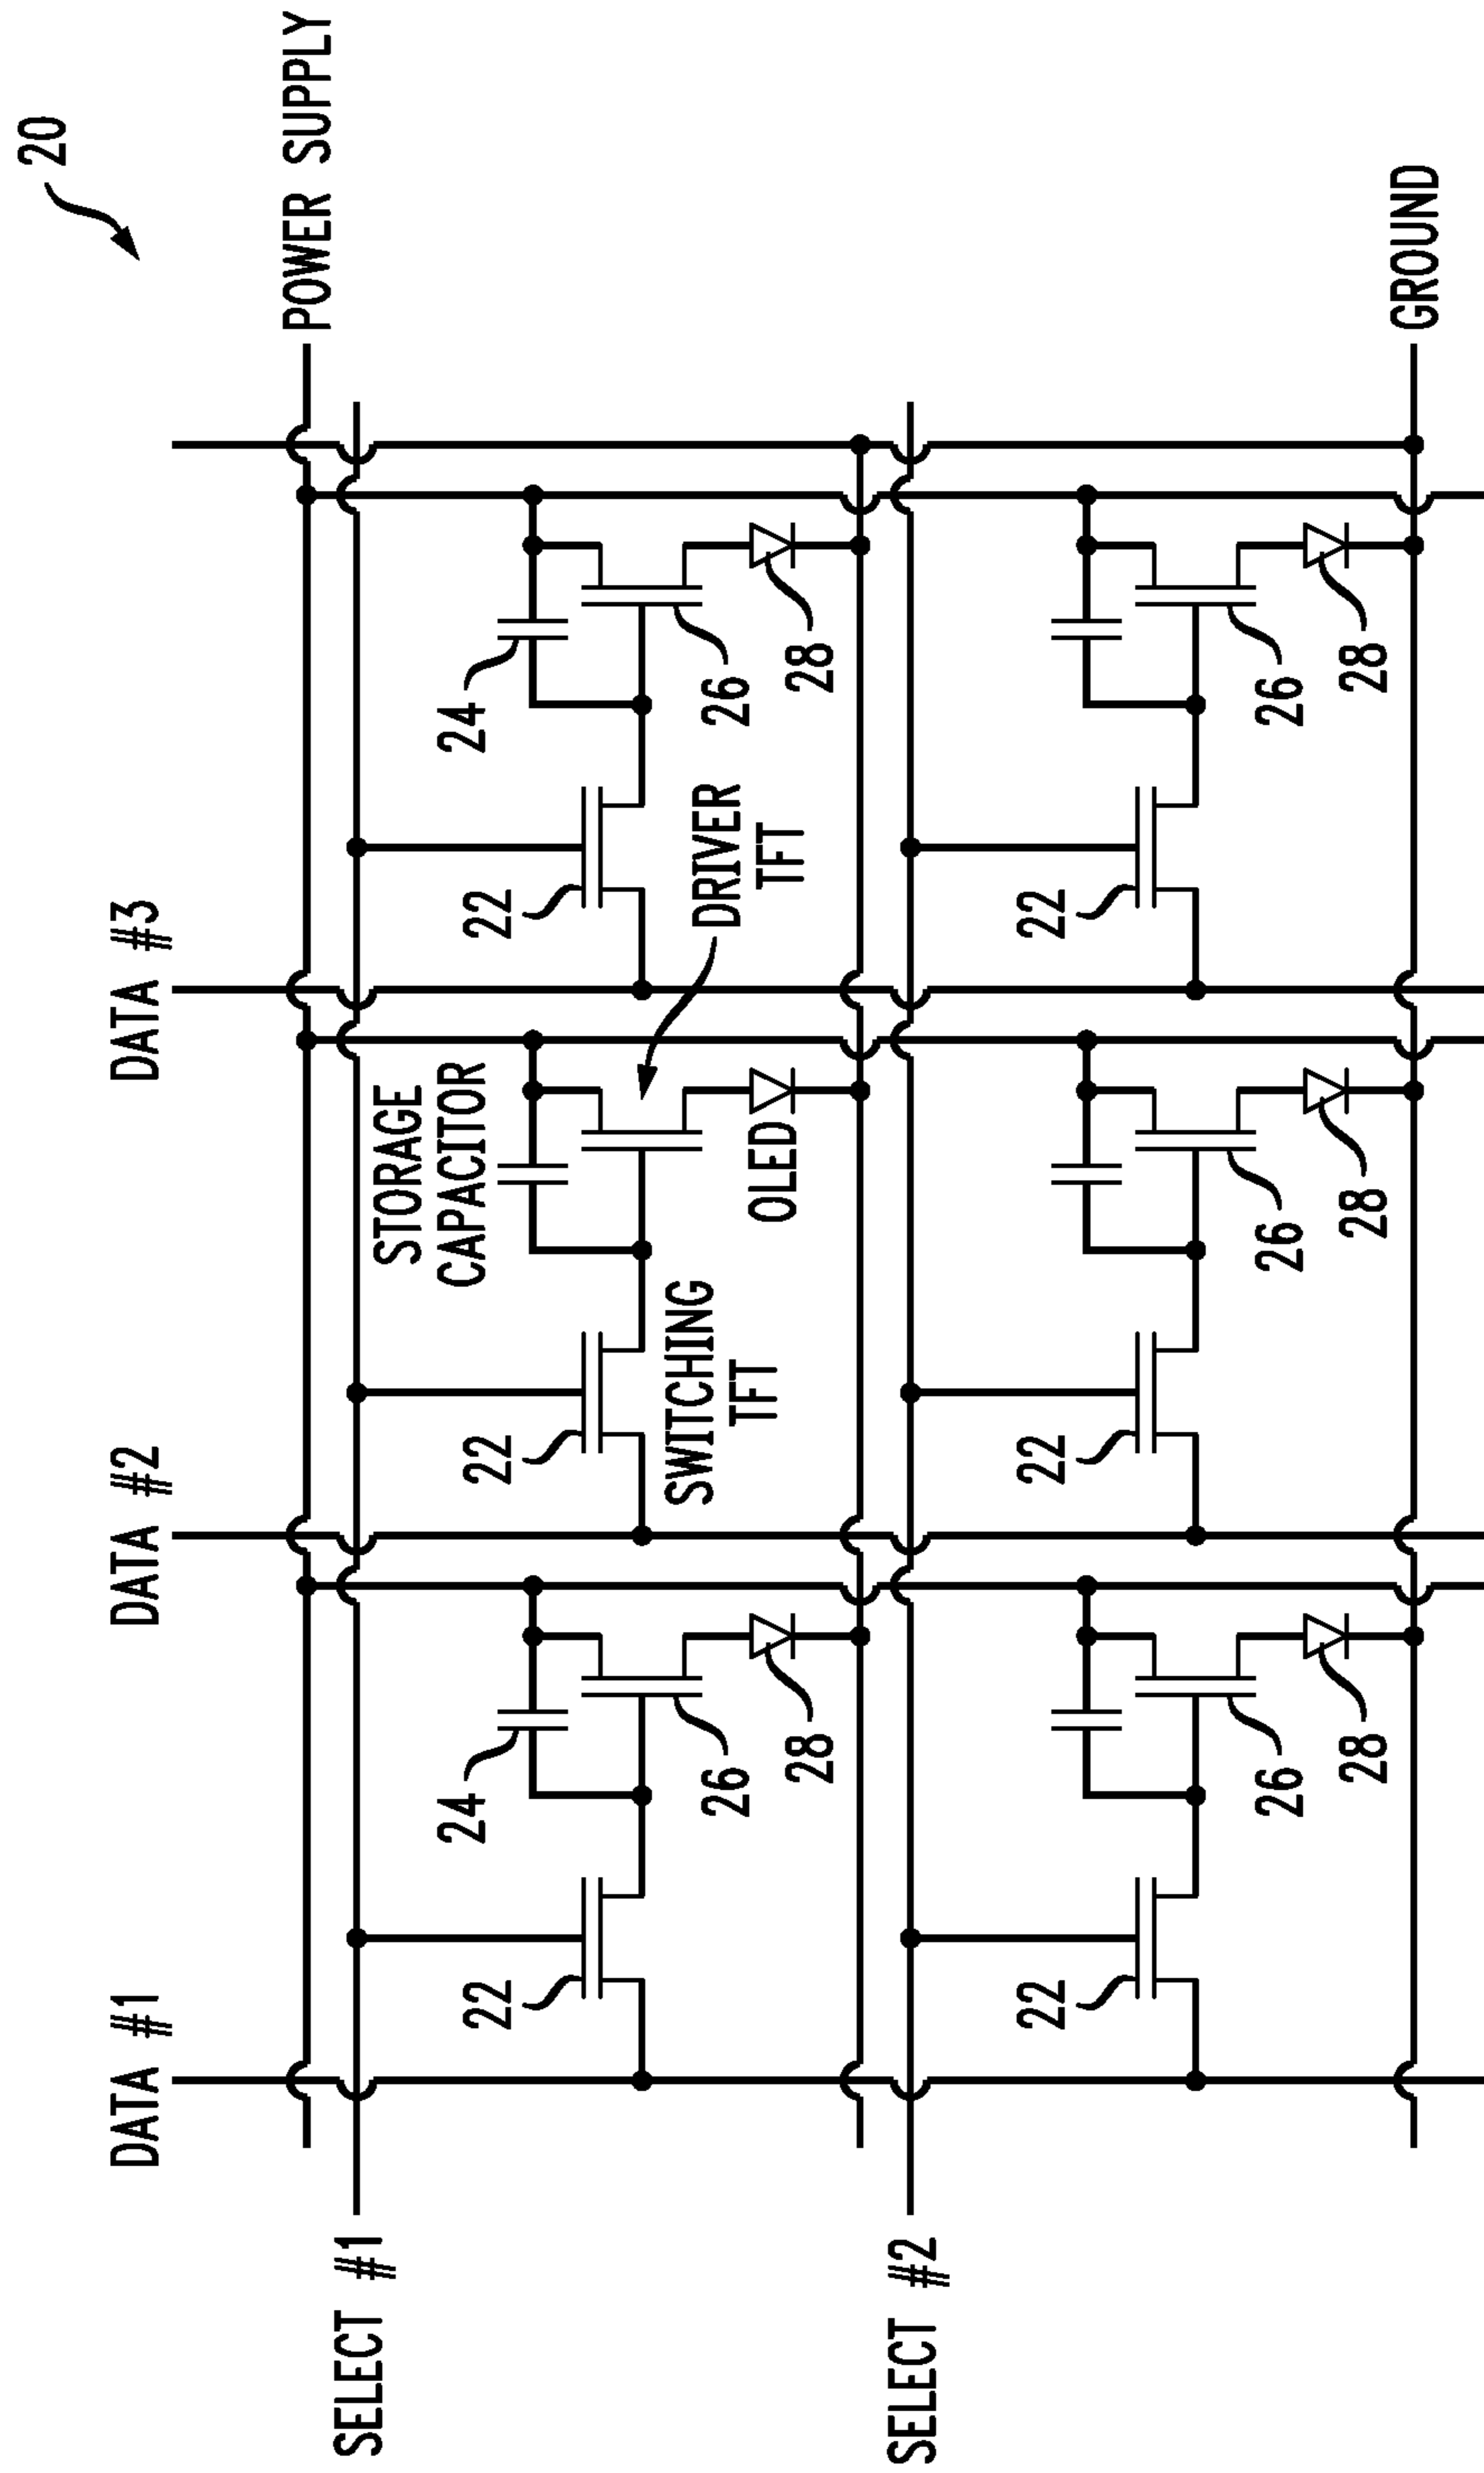 20
DATA #1
DATA #2
DATA #3
POWER SUPPLY
SELECT #1
STORAGE
CAPACITOR
24
24
22
22
22
26
DRIVER
TFT
26
SWITCHING
TFT
OLED
28
28
SELECT #2
22
22
22
26
26
26
28
28
28
GROUND